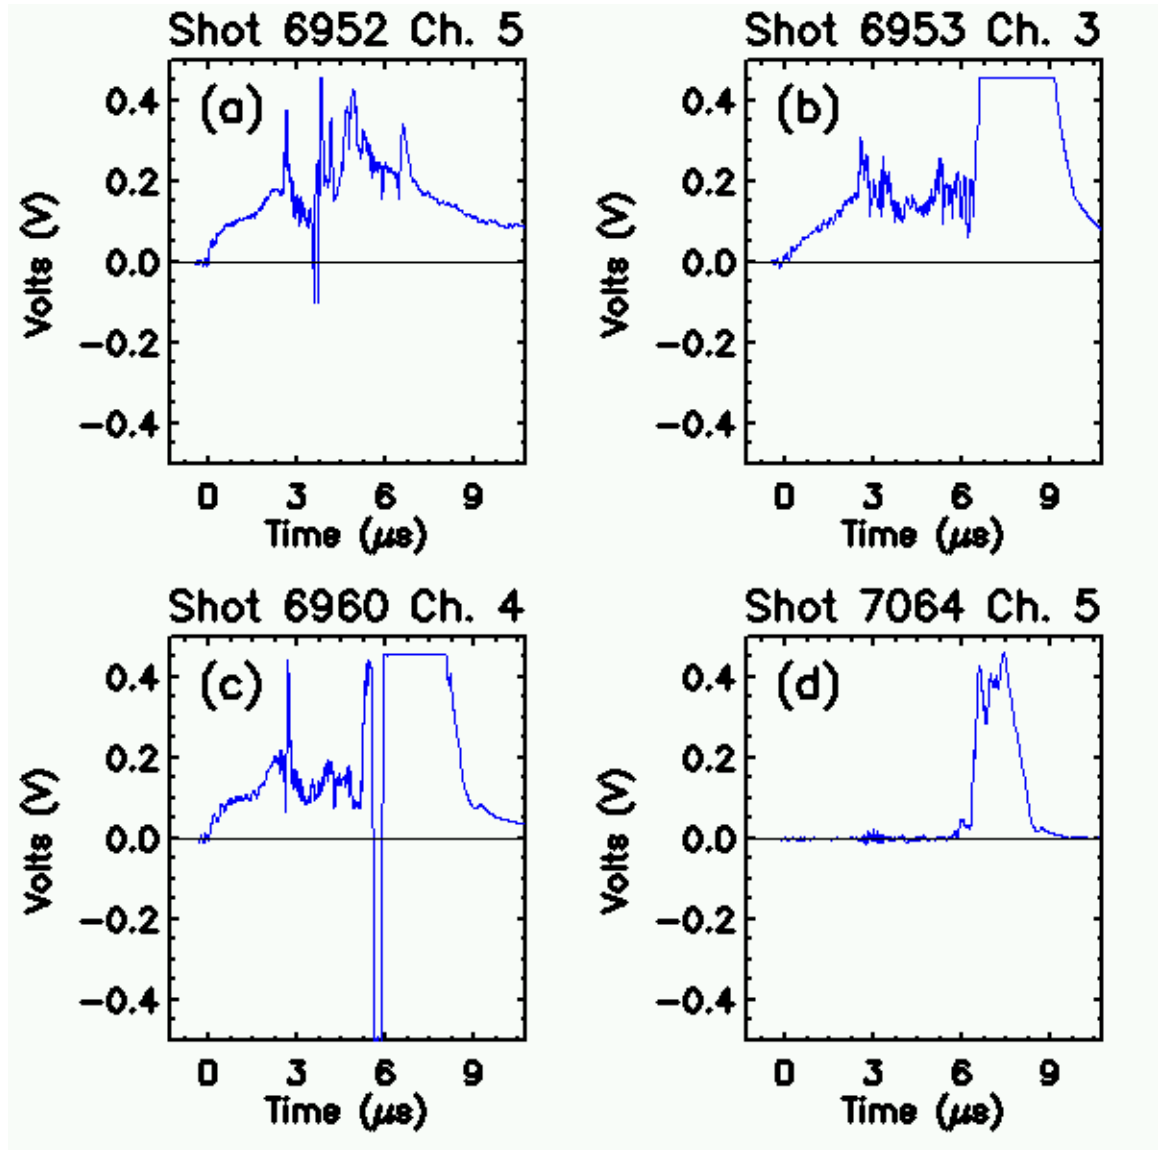 Shot 6952 Ch. 5
(a)
0.4
0.2
0.0
−0.2
−0.4
Volts (V)
0 3 6 9
Time (μs)
Shot 6953 Ch. 3
(b)
0.4
0.2
0.0
−0.2
−0.4
Volts (V)
0 3 6 9
Time (μs)
Shot 6960 Ch. 4
(c)
0.4
0.2
0.0
−0.2
−0.4
Volts (V)
0 3 6 9
Time (μs)
Shot 7064 Ch. 5
(d)
0.4
0.2
0.0
−0.2
−0.4
Volts (V)
0 3 6 9
Time (μs)